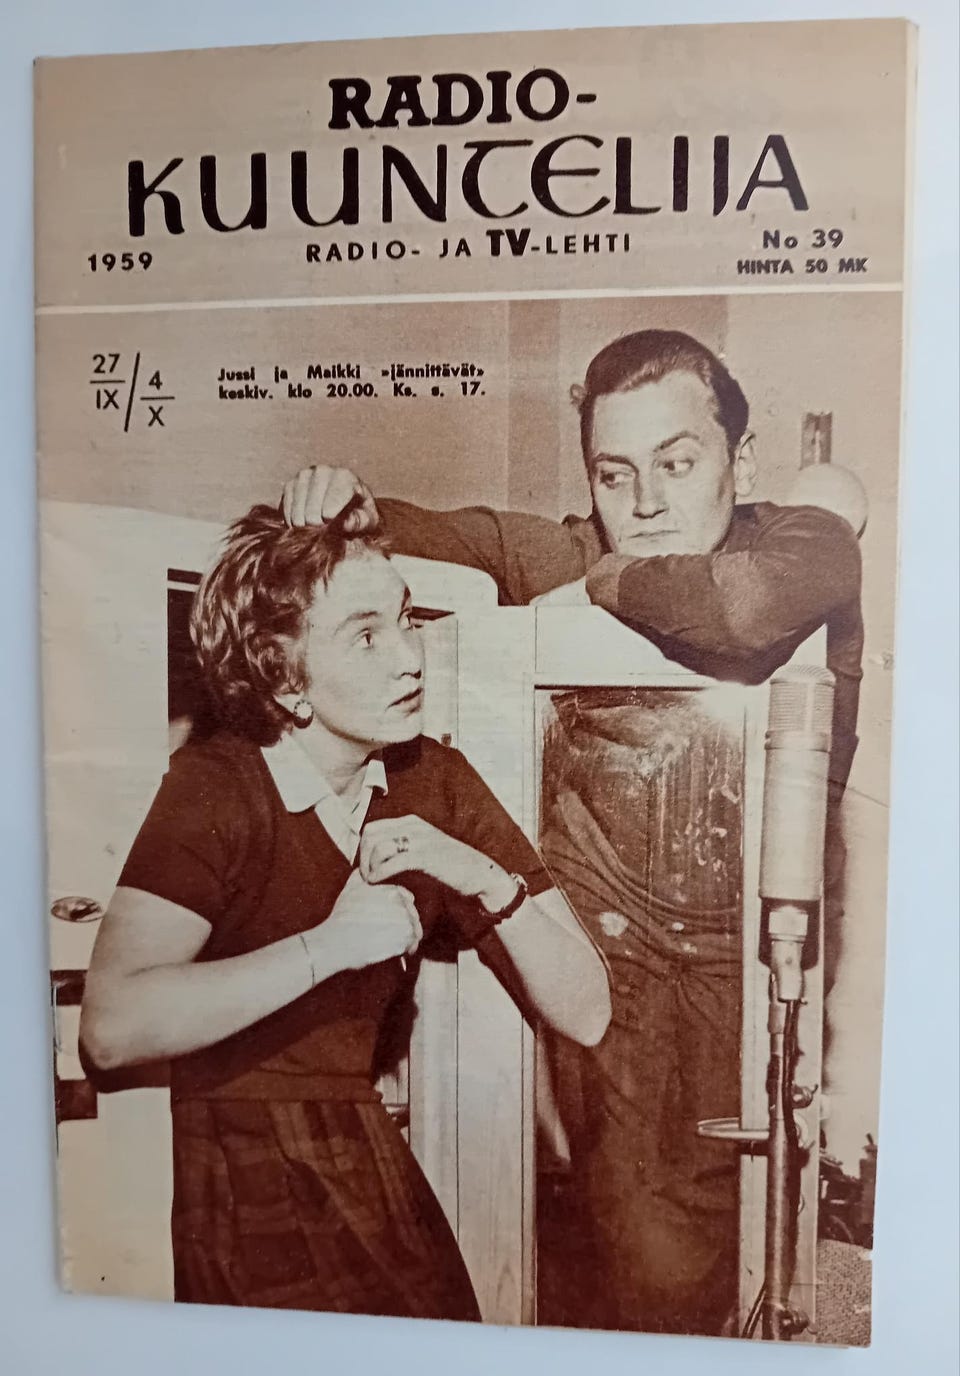 RADIO-
KUUNTELIJA
RADIO- JA TV-LEHTI
1959
No 39
HINTA 50 MK
27/IX / 4/X
Jussi ja Maikki »jännittävät»
keskiv. klo 20.00. Ks. s. 17.